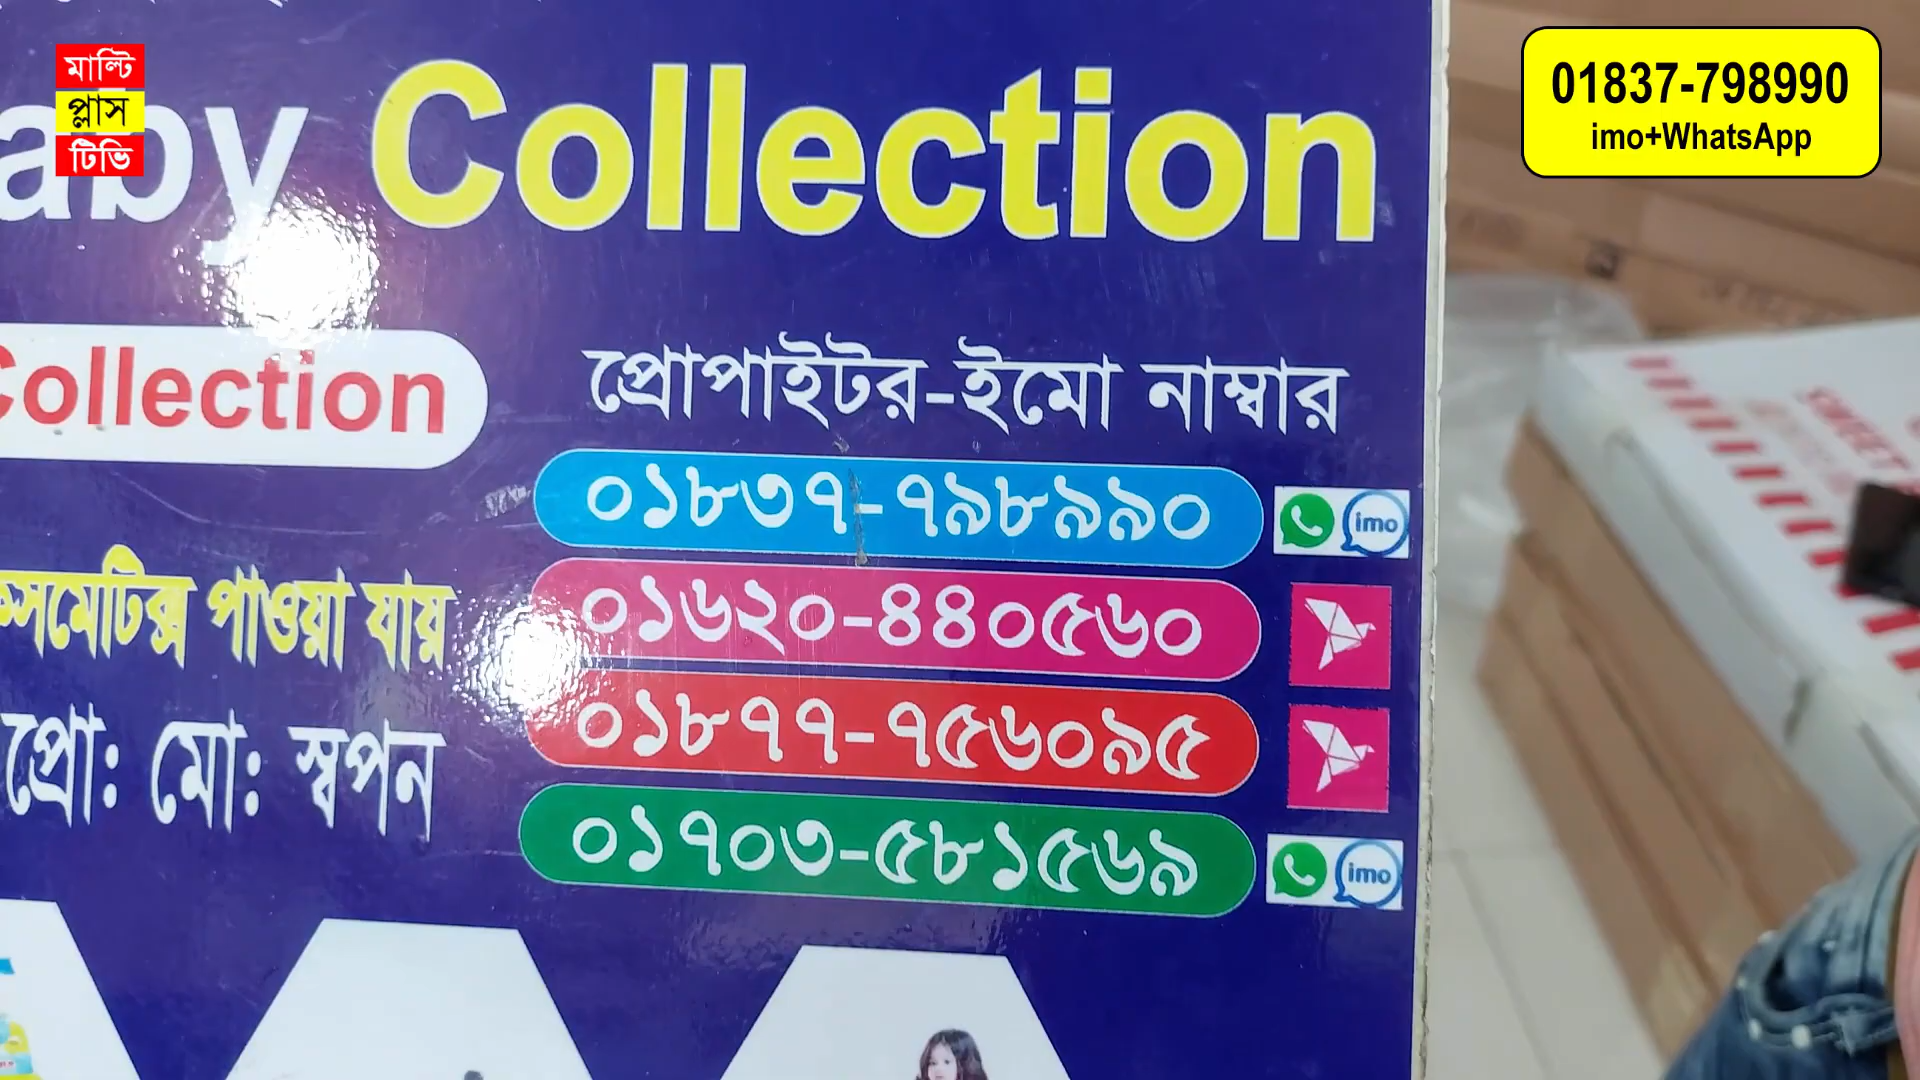 মাল্টি
প্লাস
টিভি
01837-798990
imo+WhatsApp
Collection
Collection
প্রোপাইটর-ইমো নাম্বার
০১৮৩৭-৭৯৮৯৯০
imo
০১৬২০-৪৪০৫৬০
পাওয়া যায়
০১৮৭৭-৭৫৬০৯৫
প্রো: মো: স্বপন
০১৭০৩-৫৮১৫৬৯
imo
SWEET